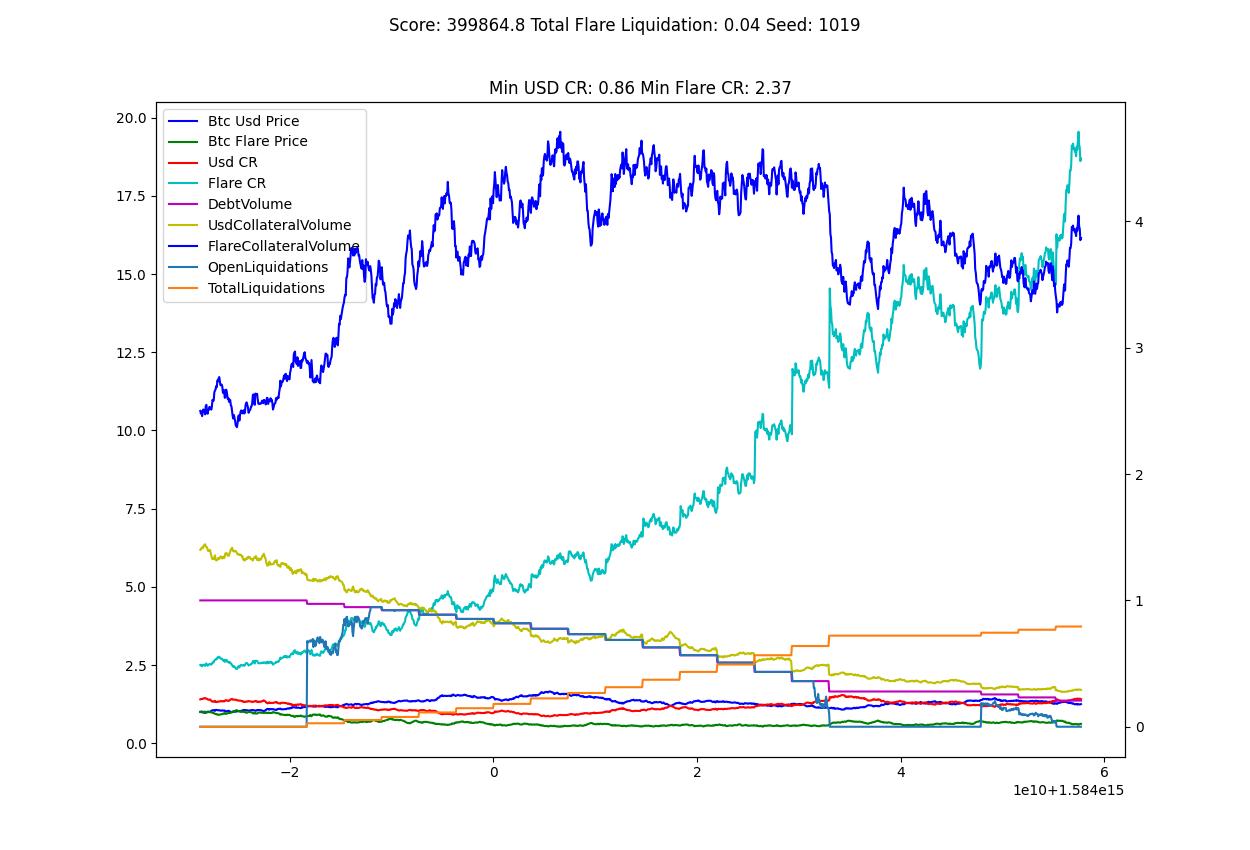 Score: 399864.8 Total Flare Liquidation: 0.04 Seed: 1019
Min USD CR: 0.86 Min Flare CR: 2.37
Btc Usd Price
Btc Flare Price
Usd CR
Flare CR
DebtVolume
UsdCollateralVolume
FlareCollateralVolume
OpenLiquidations
TotalLiquidations
20.0
17.5
15.0
12.5
10.0
7.5
5.0
2.5
0.0
4
3
2
1
0
−2
0
2
4
6
1e10+1.584e15